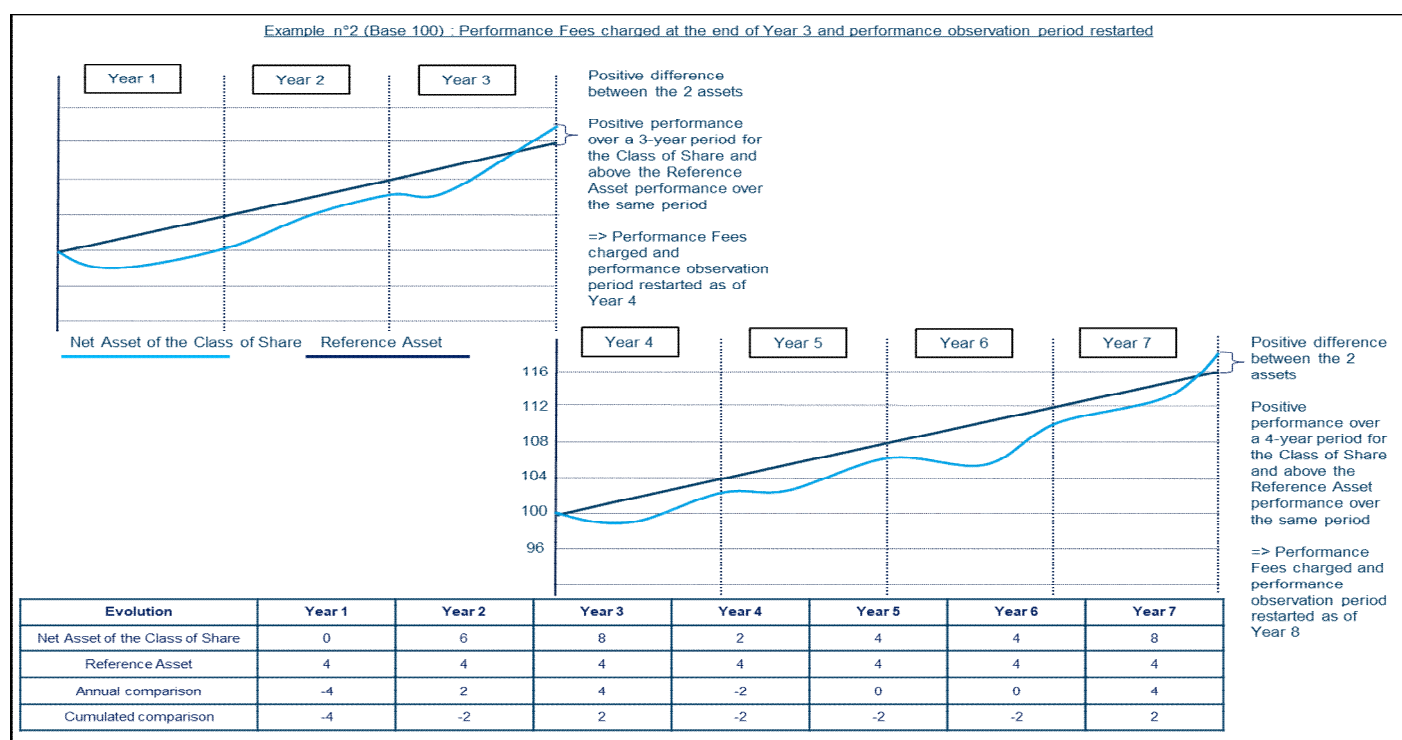 Example n°2 (Base 100) : Performance Fees charged at the end of Year 3 and performance observation period restarted
Year 1
Year 2
Year 3
Positive difference
between the 2 assets
Positive performance
over a 3-year period for
the Class of Share and
above the Reference
Asset performance over
the same period
=> Performance Fees
charged and
performance observation
period restarted as of
Year 4
Net Asset of the Class of Share
Reference Asset
Year 4
Year 5
Year 6
Year 7
116
112
108
104
100
96
Positive difference
between the 2
assets
Positive
performance over
a 4-year period for
the Class of Share
and above the
Reference Asset
performance over
the same period
=> Performance
Fees charged and
performance
observation period
restarted as of
Year 8
Evolution Year 1 Year 2 Year 3 Year 4 Year 5 Year 6 Year 7
Net Asset of the Class of Share 0 6 8 2 4 4 8
Reference Asset 4 4 4 4 4 4 4
Annual comparison -4 2 4 -2 0 0 4
Cumulated comparison -4 -2 2 -2 -2 -2 2